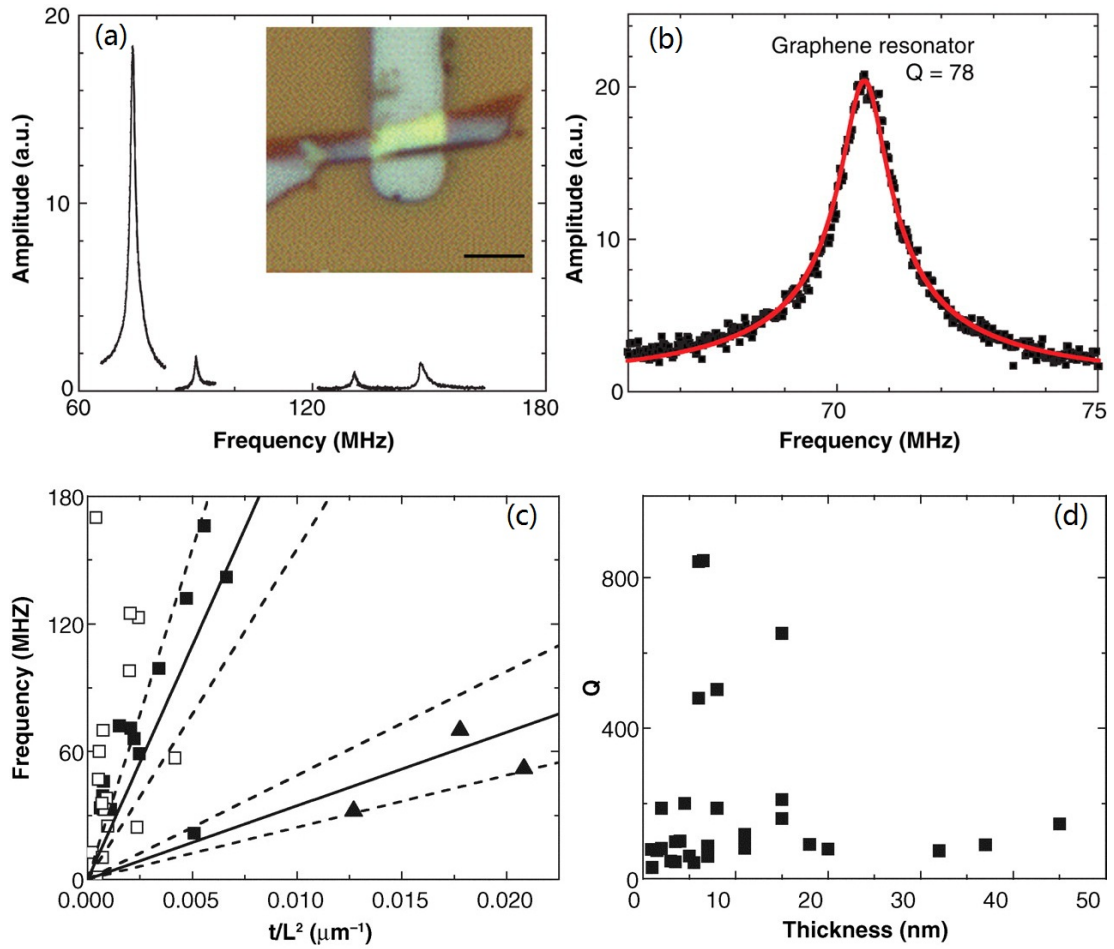 (a)
20
10
0
Amplitude (a.u.)
60
120
180
Frequency (MHz)
(b)
Graphene resonator
Q = 78
20
10
0
Amplitude (a.u.)
70
75
Frequency (MHz)
(c)
180
120
60
0
Frequency (MHZ)
0.000
0.005
0.010
0.015
0.020
t/L² (μm⁻¹)
(d)
800
400
0
Q
0
10
20
30
40
50
Thickness (nm)